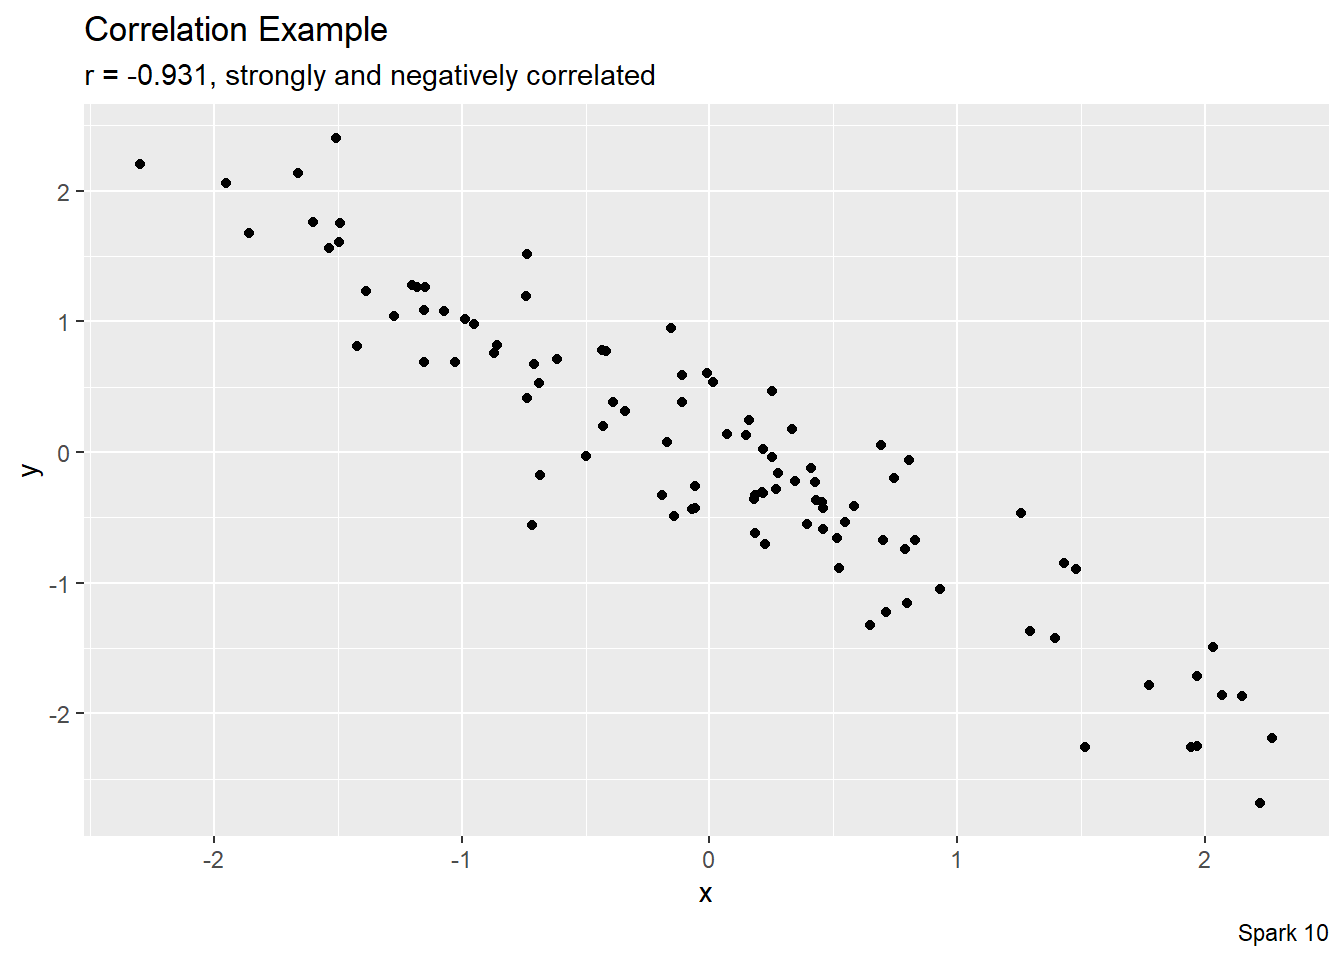 Correlation Example
r = -0.931, strongly and negatively correlated
2
1
0
-1
-2
y
-2 -1 0 1 2
x
Spark 10